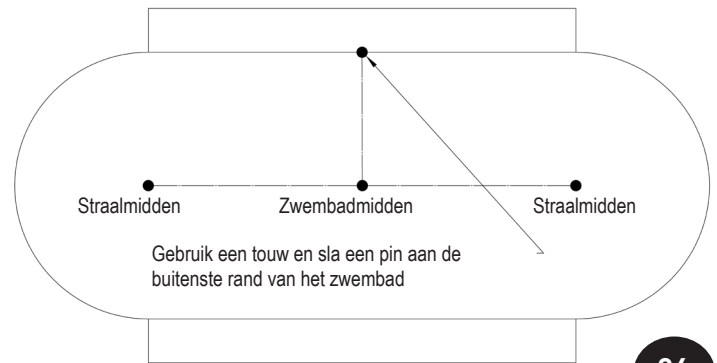 Straalmidden
Zwembadmidden
Straalmidden
Gebruik een touw en sla een pin aan de
buitenste rand van het zwembad